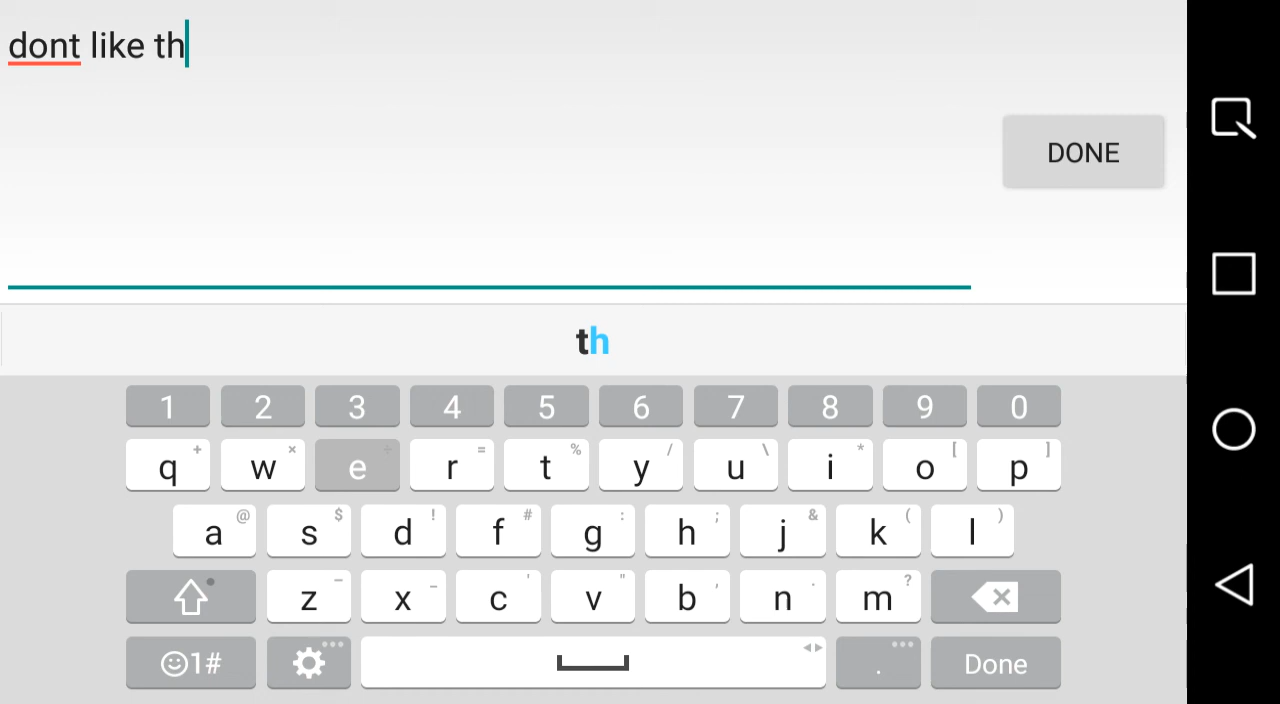 dont like th
DONE
th
1 2 3 4 5 6 7 8 9 0
q + w × e ÷ r = t % y / u \ i * o [ p ]
a @ s $ d ! f # g : h ; j & k ( l )
z – x _ c ' v " b , n . m ?
1# . Done